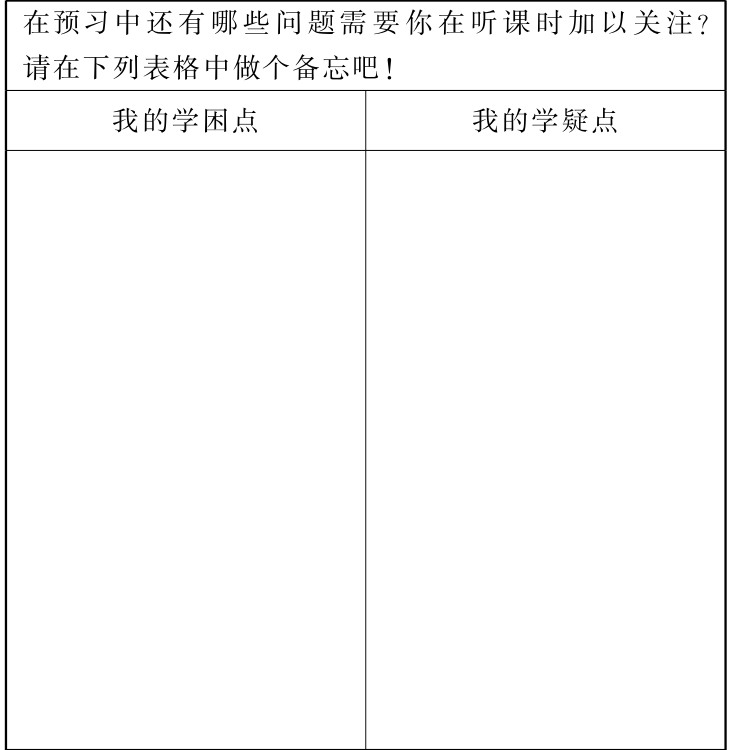 在预习中还有哪些问题需要你在听课时加以关注?
请在下列表格中做个备忘吧!
我的学困点
我的学疑点